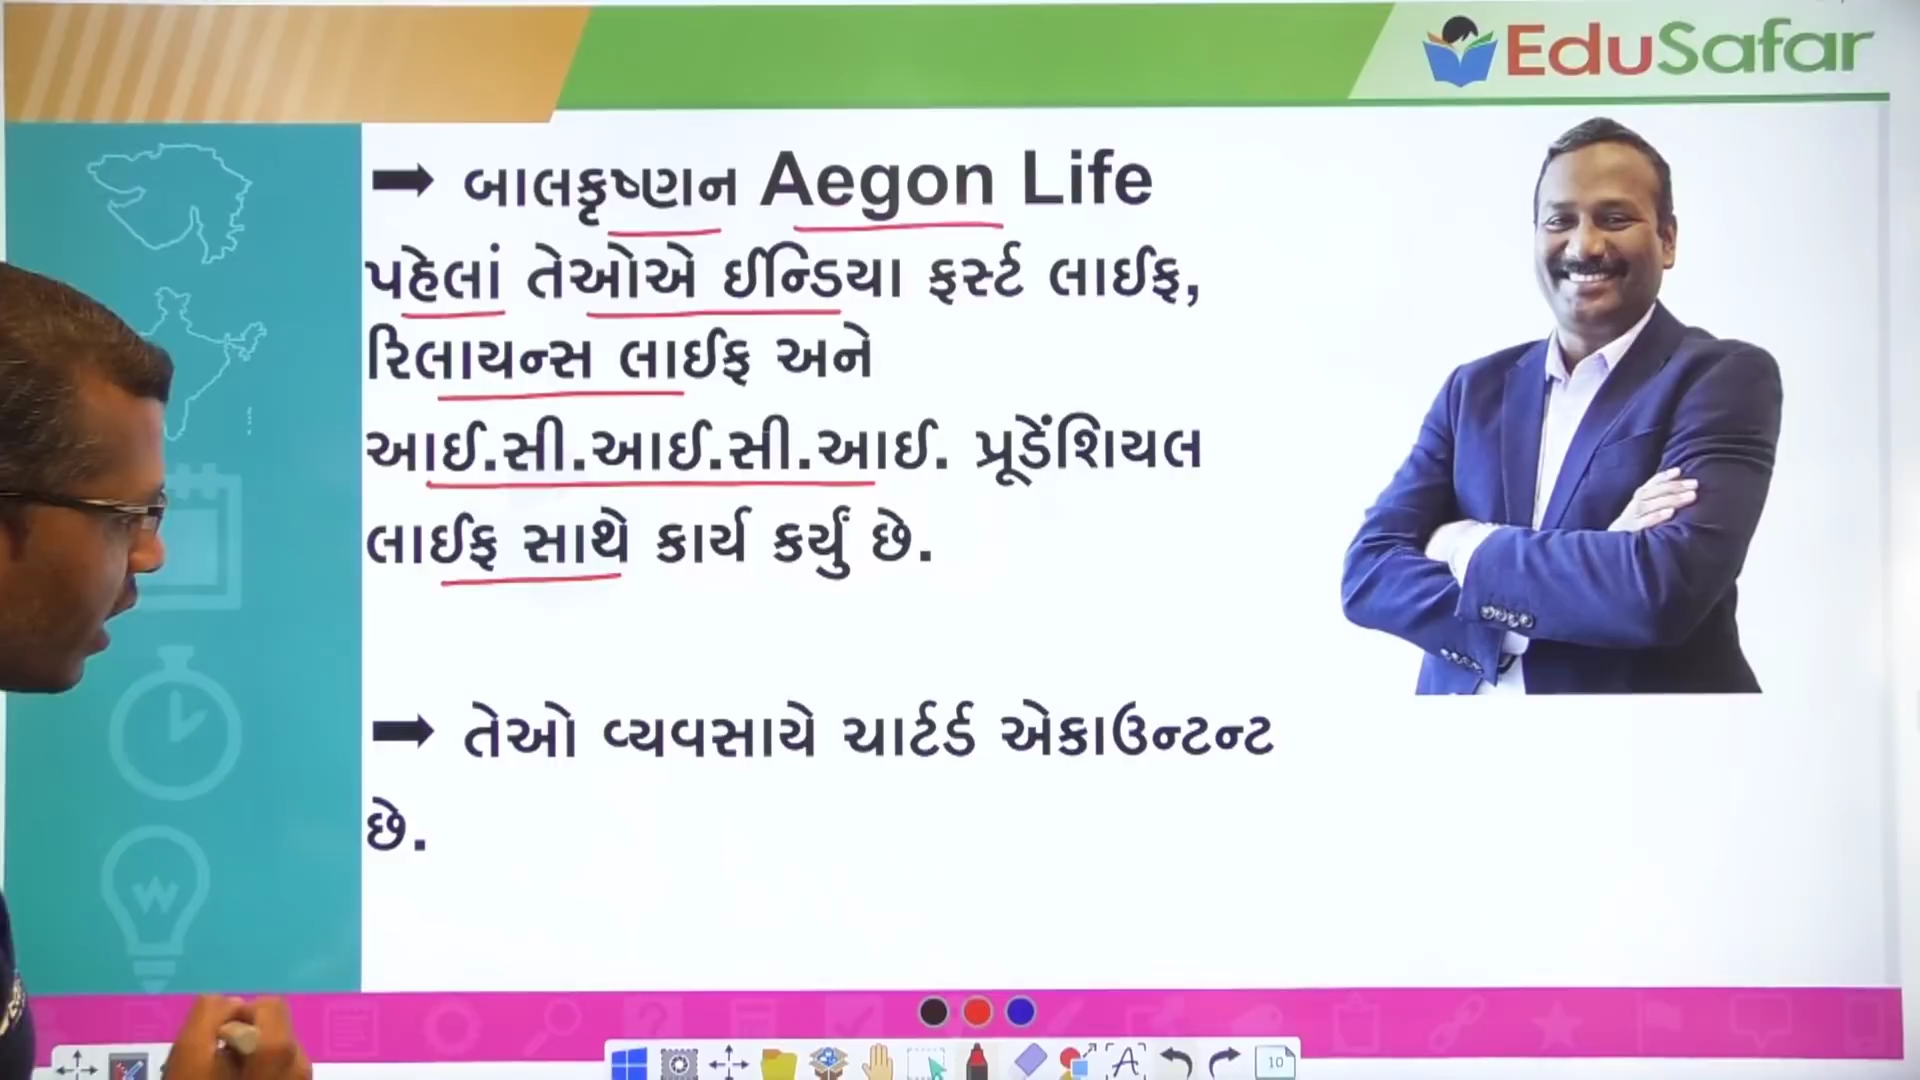 EduSafar
બાલકૃષ્ણન Aegon Life
પહેલાં તેઓએ ઈન્ડિયા ફર્સ્ટ લાઈફ,
રિલાયન્સ લાઈફ અને
આઈ.સી.આઈ.સી.આઈ. પ્રૂડેંશિયલ
લાઈફ સાથે કાર્ય કર્યું છે.
તેઓ વ્યવસાયે ચાર્ટર્ડ એકાઉન્ટન્ટ
છે.
10